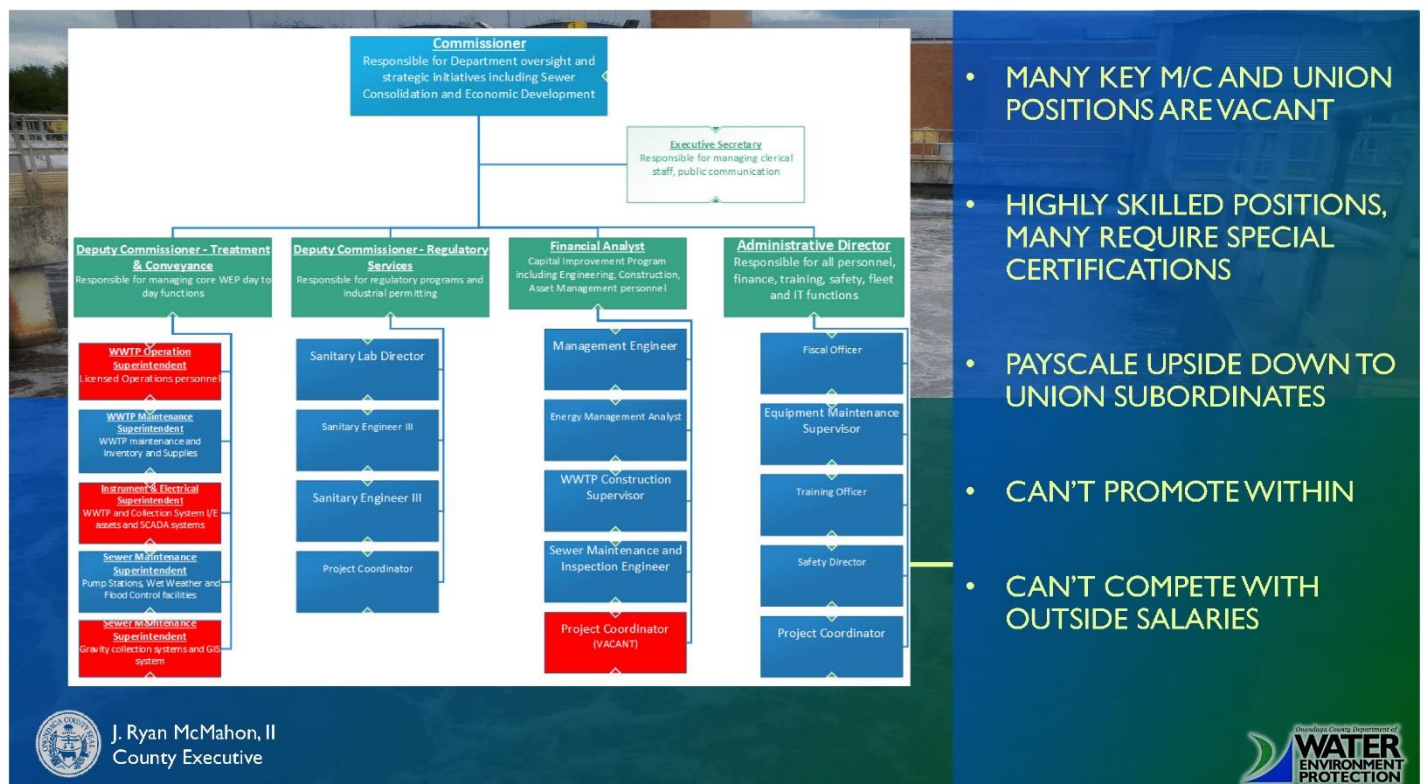 Commissioner
Responsible for Department oversight and
strategic Initiatives including Sewer
Consolidation and Economic Development
Executive Secretary
Responsible for managing clerical
staff, public communication
Deputy Commissioner - Treatment
& Conveyance
Responsible for managing core WEP day to
day functions
WWTP Operation
Superintendent
Licensed Operations personnel
WWTP Maintenance
Superintendent
WWTP maintenance and
Inventory and Supplies
Instrument & Electrical
Superintendent
WWTP and Collection System I/E
assets and SCADA systems
Sewer Maintenance
Superintendent
Pump Stations, Wet Weather and
Flood Control facilities
Sewer Maintenance
Superintendent
Gravity collection systems and GIS
system
Deputy Commissioner - Regulatory
Services
Responsible for regulatory programs and
industrial permitting
Sanitary Lab Director
Sanitary Engineer III
Sanitary Engineer III
Project Coordinator
Financial Analyst
Capital Improvement Program
including Engineering, Construction,
Asset Management personnel
Management Engineer
Energy Management Analyst
WWTP Construction
Supervisor
Sewer Maintenance and
Inspection Engineer
Project Coordinator
(VACANT)
Administrative Director
Responsible for all personnel,
finance, training, safety, fleet
and IT functions
Fiscal Officer
Equipment Maintenance
Supervisor
Training Officer
Safety Director
Project Coordinator
• MANY KEY M/C AND UNION
POSITIONS ARE VACANT
• HIGHLY SKILLED POSITIONS,
MANY REQUIRE SPECIAL
CERTIFICATIONS
• PAYSCALE UPSIDE DOWN TO
UNION SUBORDINATES
• CAN'T PROMOTE WITHIN
• CAN'T COMPETE WITH
OUTSIDE SALARIES
ONONDAGA COUNTY SEAL
J. Ryan McMahon, II
County Executive
Onondaga County Department of
WATER
ENVIRONMENT
PROTECTION